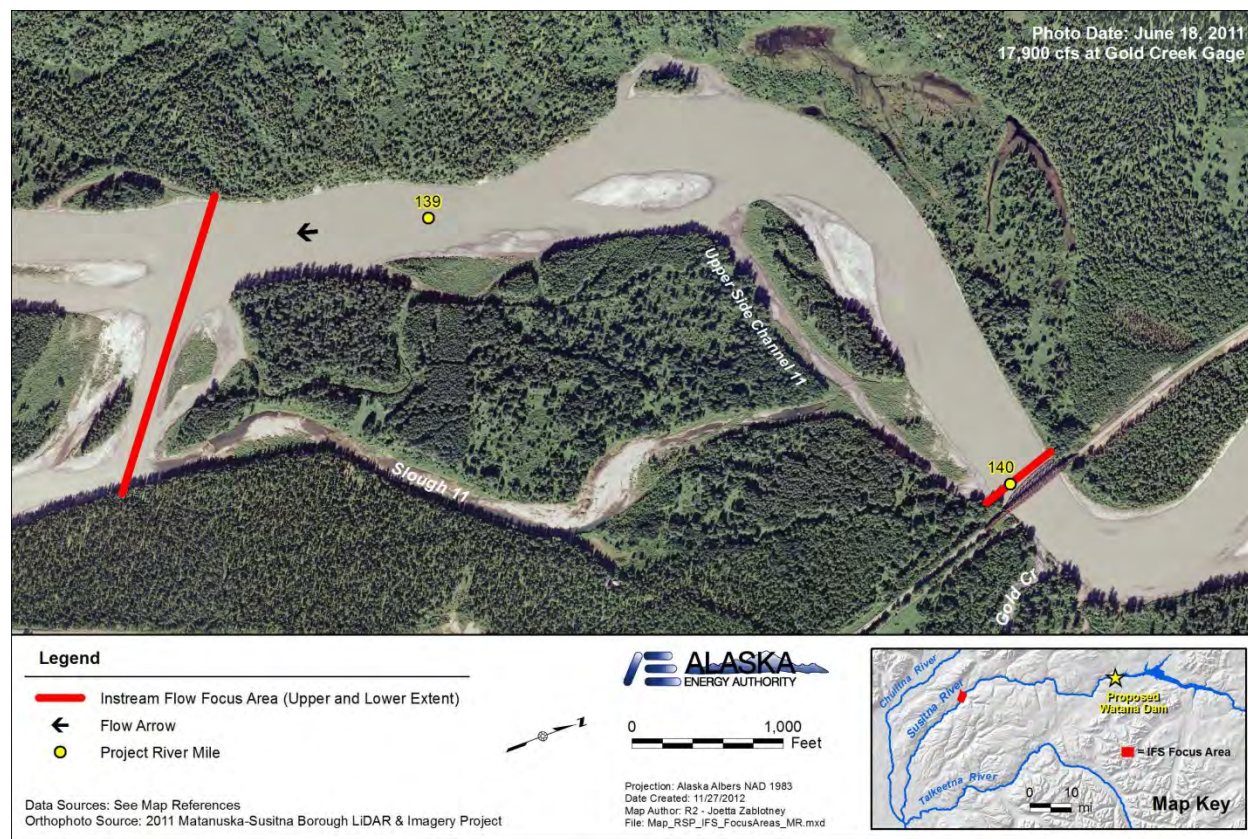 Photo Date: June 18, 2011
17,900 cfs at Gold Creek Gage
139
Upper Side Channel 11
Slough 11
140
Gold Cr
Legend
Instream Flow Focus Area (Upper and Lower Extent)
Flow Arrow
Project River Mile
Data Sources: See Map References
Orthophoto Source: 2011 Matanuska-Susitna Borough LiDAR & Imagery Project
Z
ALASKA
ENERGY AUTHORITY
0 1,000
Feet
Projection: Alaska Albers NAD 1983
Date Created: 11/27/2012
Map Author: R2 - Joetta Zablotney
File: Map_RSP_IFS_FocusAreas_MR.mxd
Chulitna River
Susitna River
Talkeetna River
Proposed
Watana Dam
= IFS Focus Area
0 10
mi
Map Key